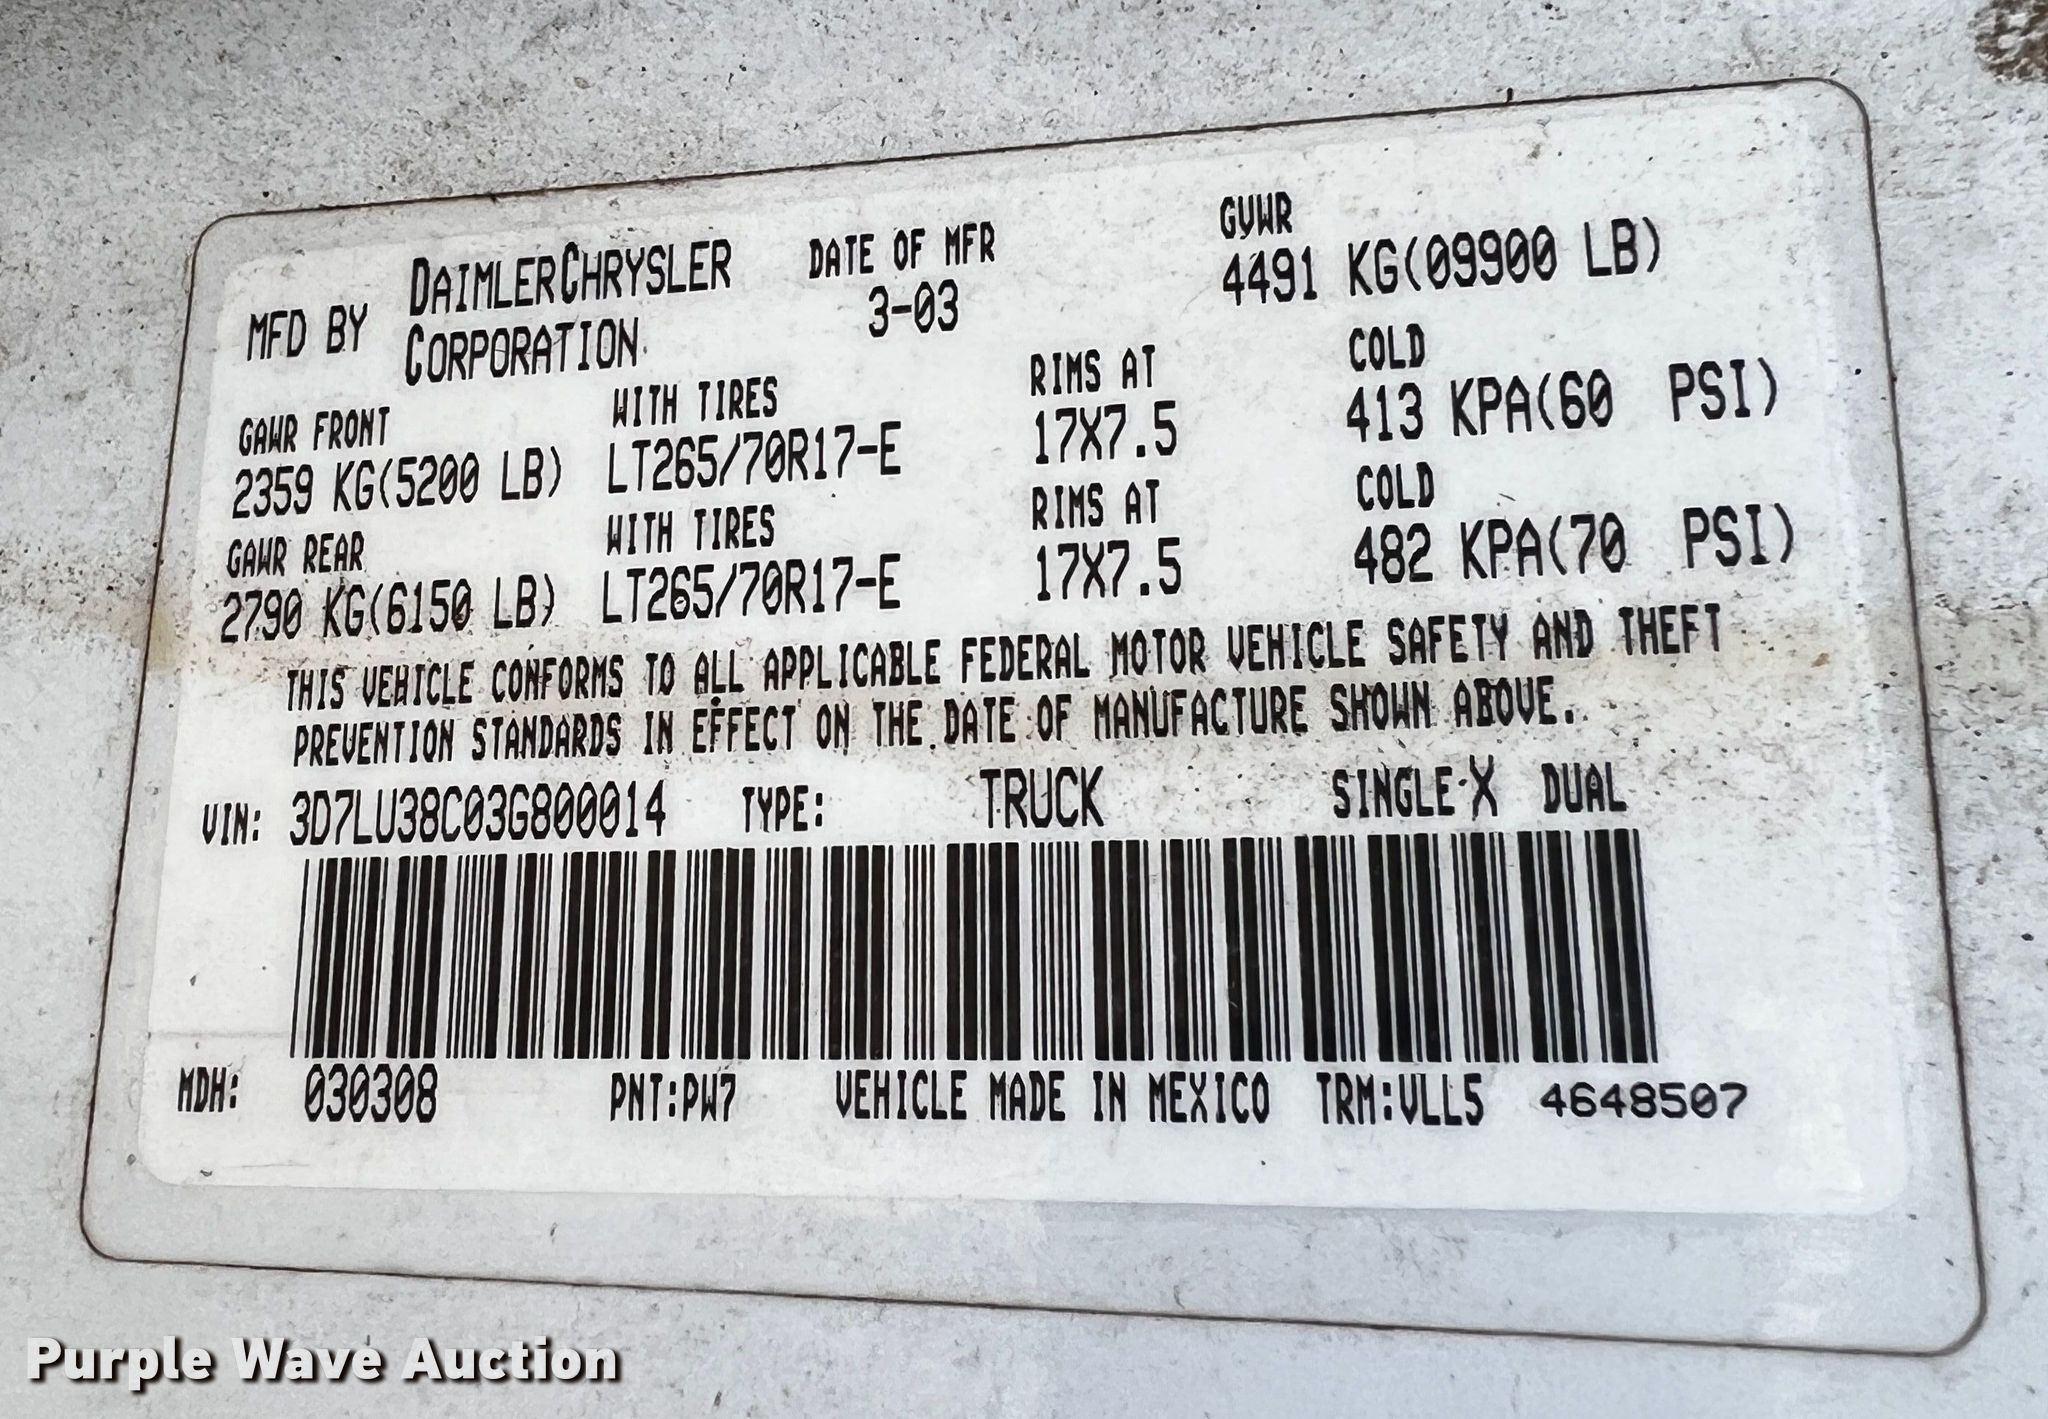 MFD BY DAIMLERCHRYSLER CORPORATION
DATE OF MFR
3-03
GVWR
4491 KG(09900 LB)
GAWR FRONT WITH TIRES RIMS AT COLD
2359 KG(5200 LB) LT265/70R17-E 17X7.5 413 KPA(60 PSI)
GAWR REAR WITH TIRES RIMS AT COLD
2790 KG(6150 LB) LT265/70R17-E 17X7.5 482 KPA(70 PSI)
THIS VEHICLE CONFORMS TO ALL APPLICABLE FEDERAL MOTOR VEHICLE SAFETY AND THEFT
PREVENTION STANDARDS IN EFFECT ON THE DATE OF MANUFACTURE SHOWN ABOVE.
VIN: 3D7LU38C03G800014 TYPE: TRUCK SINGLE X DUAL
MDH: 030308 PNT:PW7 VEHICLE MADE IN MEXICO TRM:VLL5 4648507
Purple Wave Auction